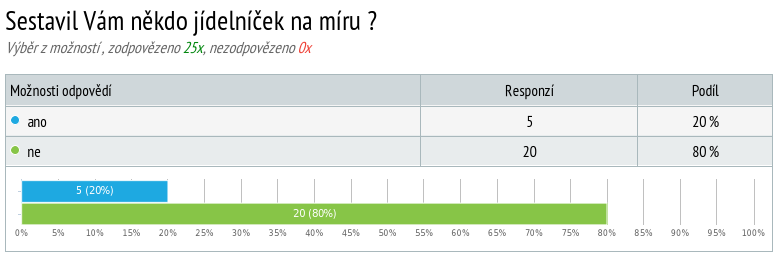 Sestavil Vám někdo jídelníček na míru ?
Výběr z možností , zodpovězeno 25x, nezodpovězeno 0x
Možnosti odpovědí Responzí Podíl
ano 5 20 %
ne 20 80 %
5 (20%)
20 (80%)
0% 5% 10% 15% 20% 25% 30% 35% 40% 45% 50% 55% 60% 65% 70% 75% 80% 85% 90% 95% 100%